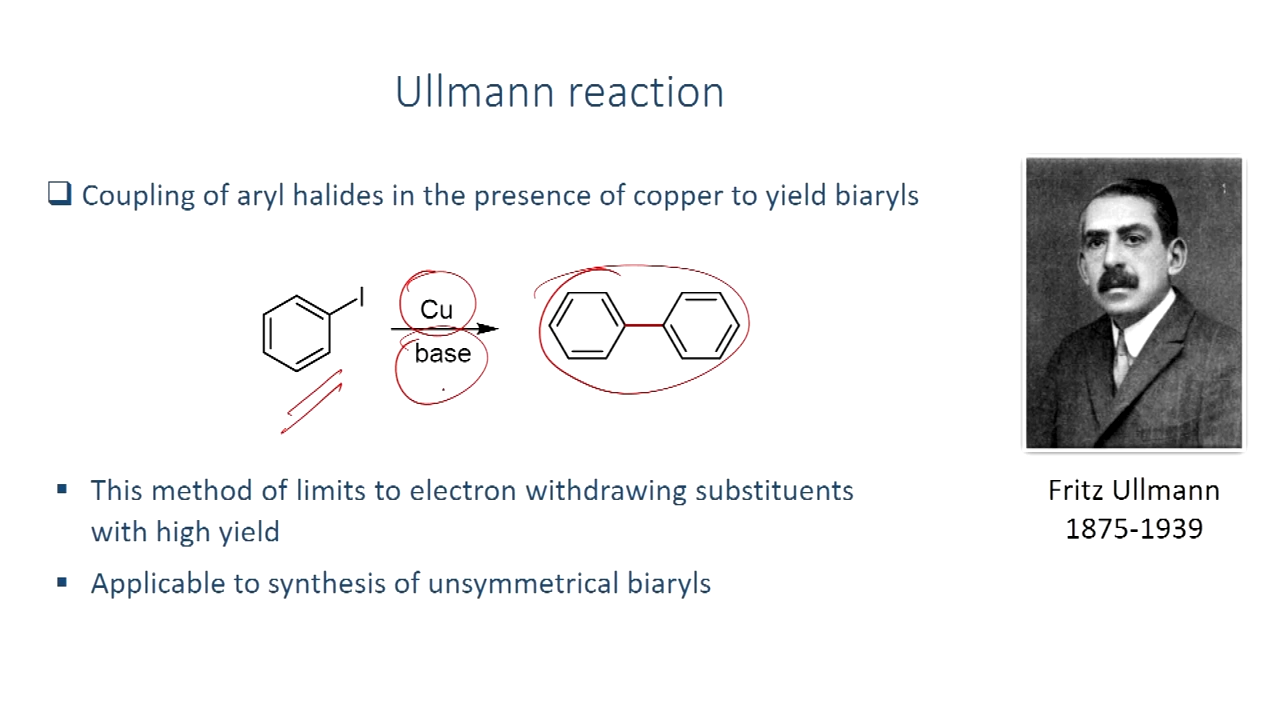 Ullmann reaction
Coupling of aryl halides in the presence of copper to yield biaryls
I
Cu
base
This method of limits to electron withdrawing substituents
with high yield
Applicable to synthesis of unsymmetrical biaryls
Fritz Ullmann
1875-1939